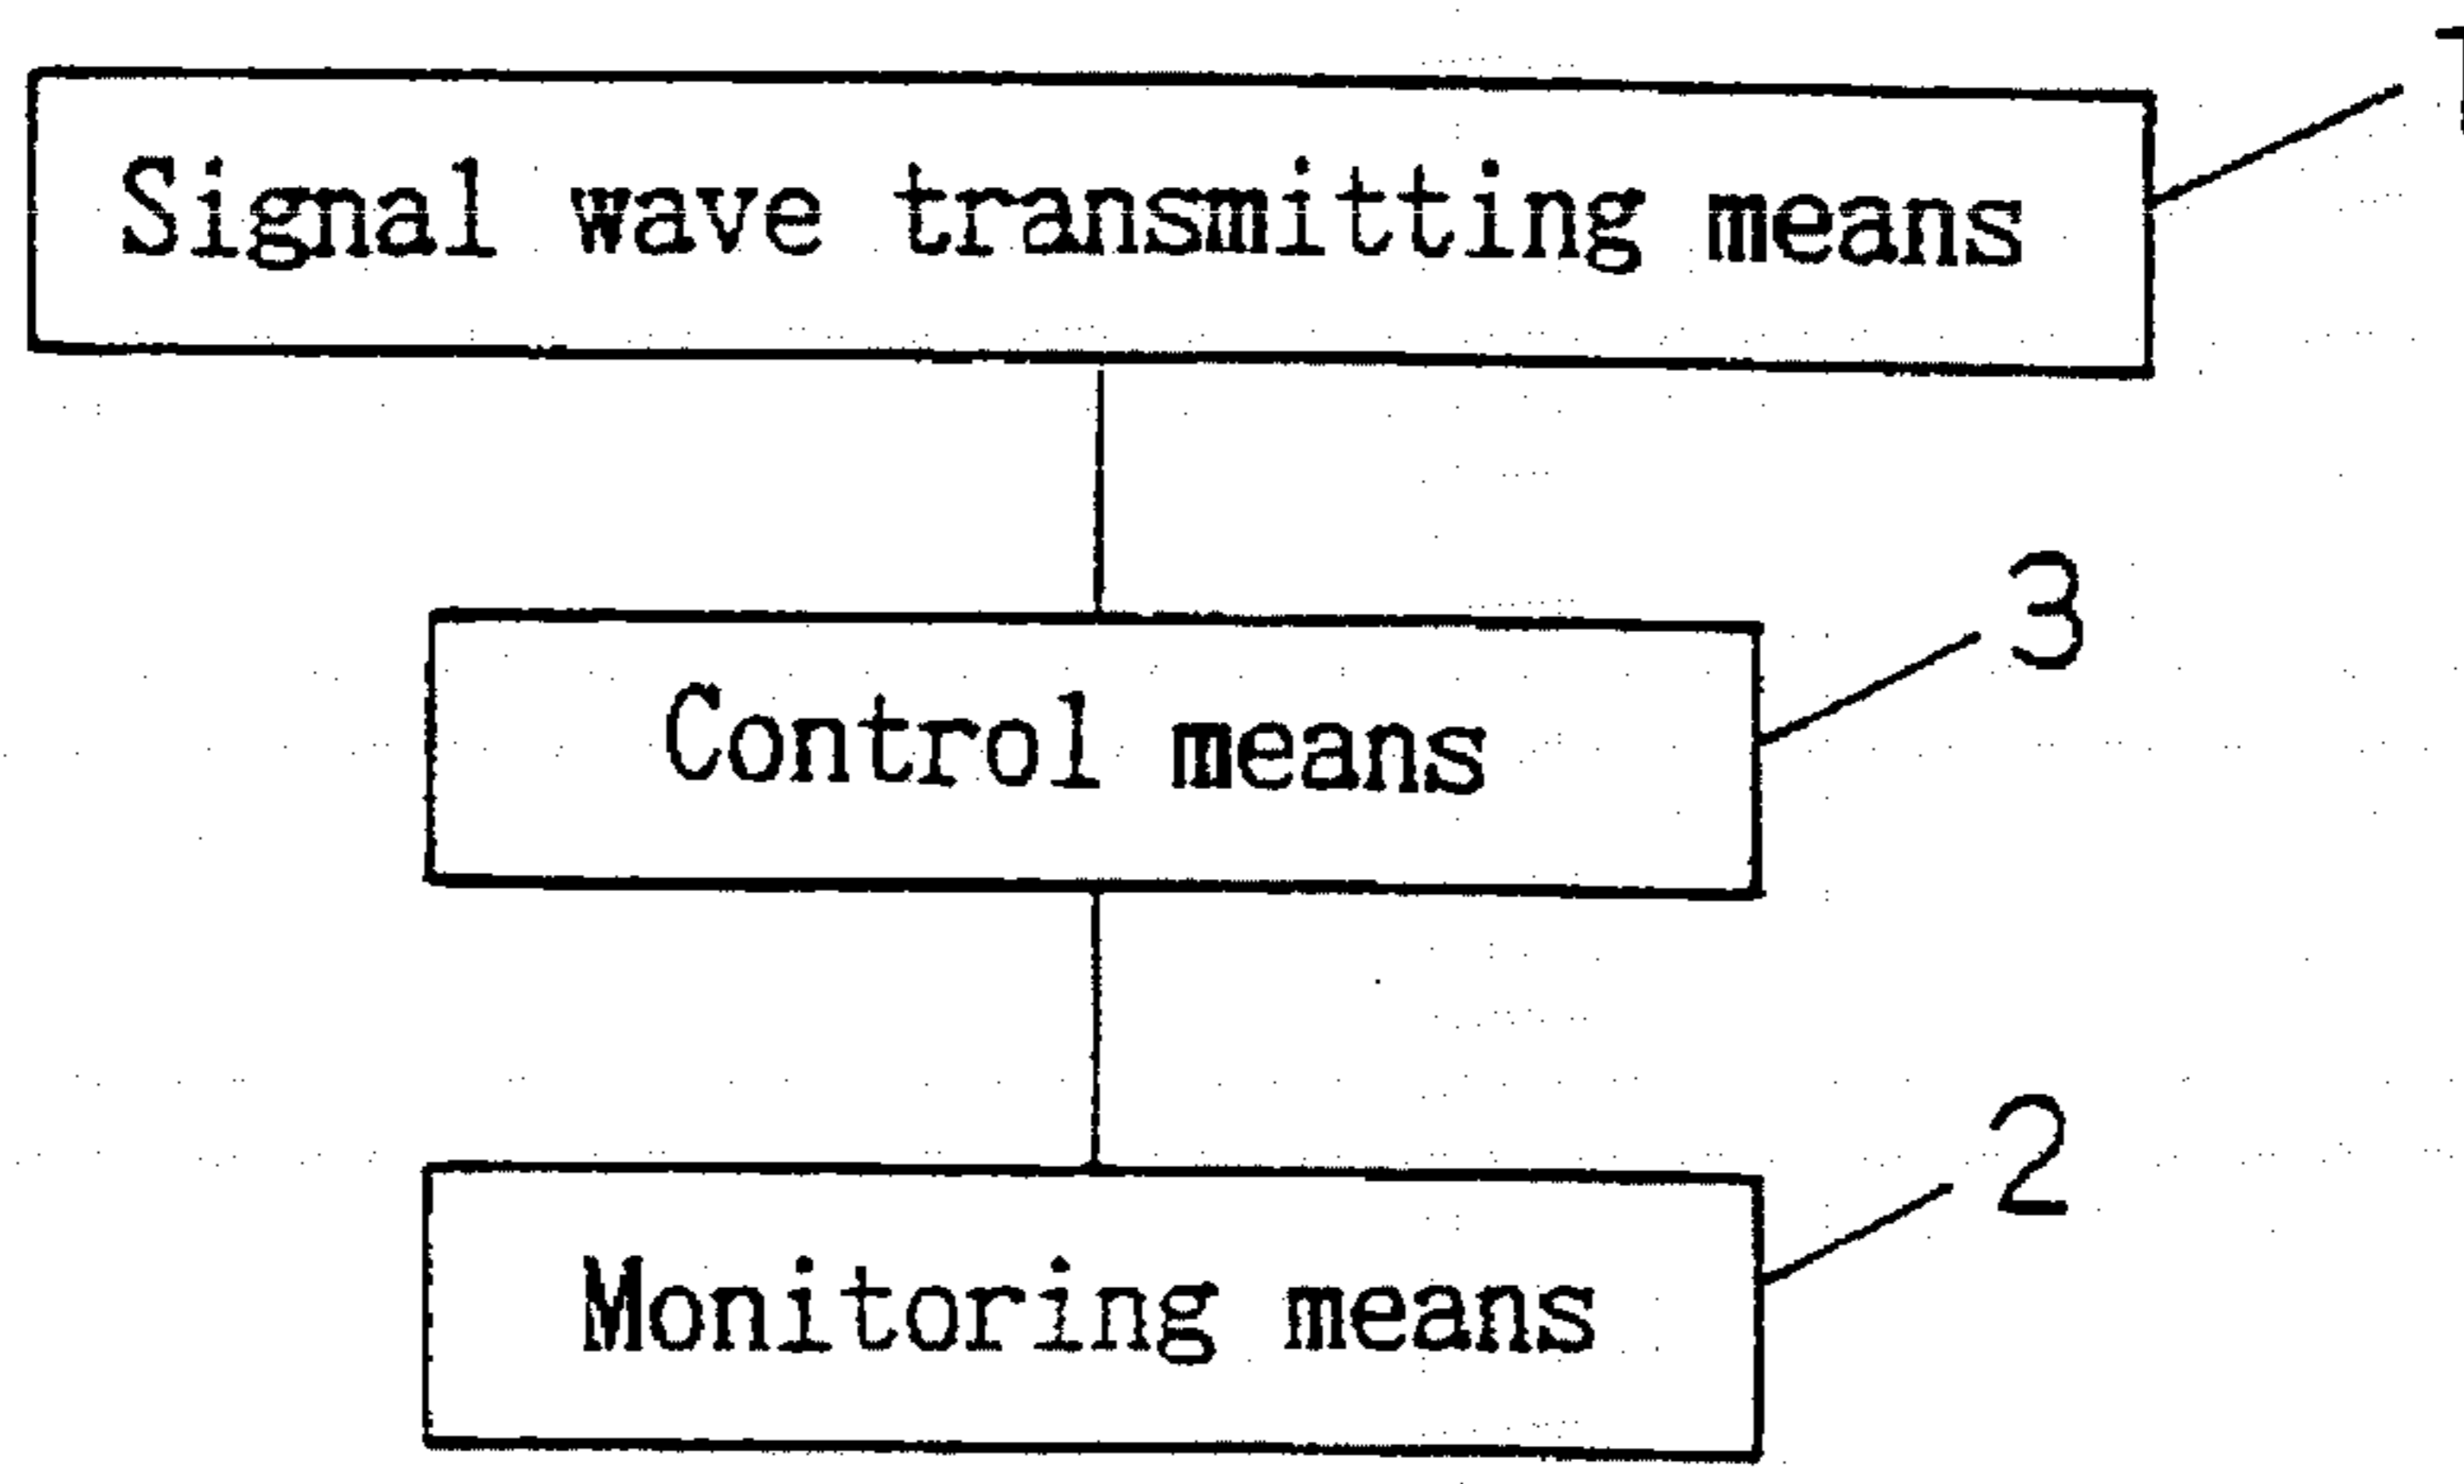 Signal wave transmitting means
3
Control means
2
Monitoring means